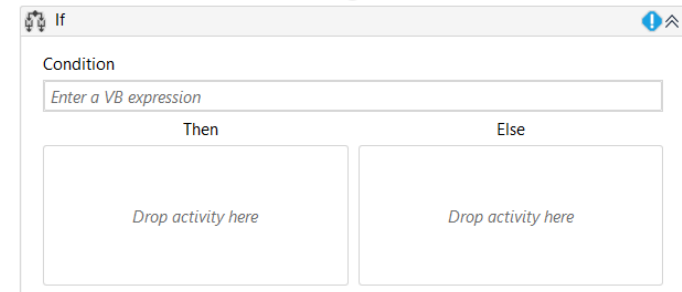 If
Condition
Enter a VB expression
Then Else
Drop activity here Drop activity here